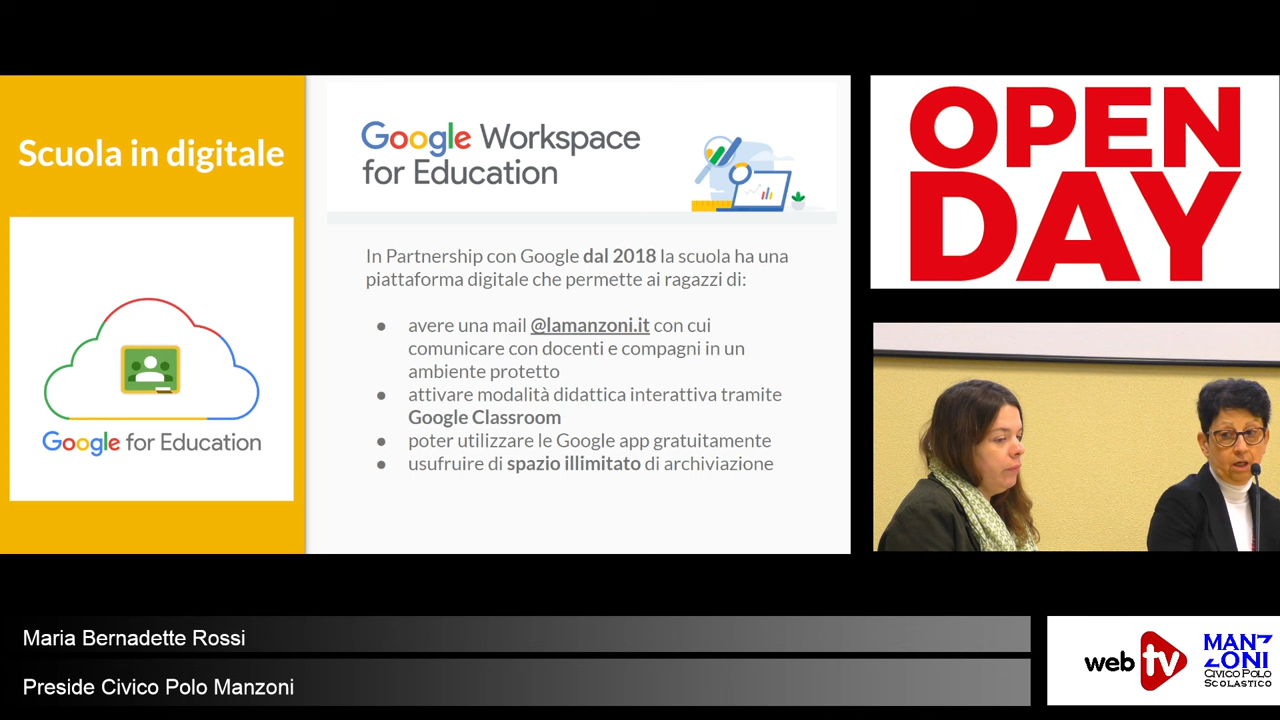 Scuola in digitale
Google for Education
Google Workspace
for Education
In Partnership con Google dal 2018 la scuola ha una
piattaforma digitale che permette ai ragazzi di:
● avere una mail @lamanzoni.it con cui
comunicare con docenti e compagni in un
ambiente protetto
● attivare modalità didattica interattiva tramite
Google Classroom
● poter utilizzare le Google app gratuitamente
● usufruire di spazio illimitato di archiviazione
OPEN
DAY
Maria Bernadette Rossi
Preside Civico Polo Manzoni
web tv
MANZ
ZONI
CIVICO POLO
SCOLASTICO